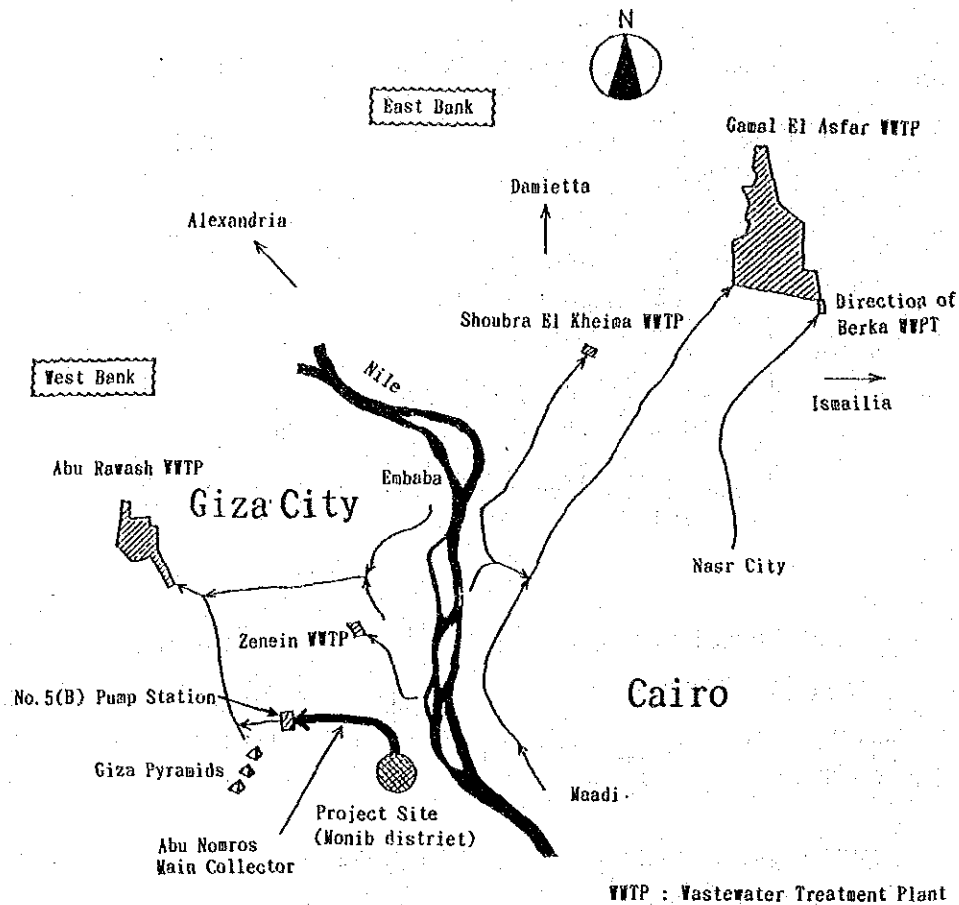 N
East Bank
Gamal El Asfar WWTP
Damietta
Alexandria
Direction of
Berka WWPT
Shoubra El Kheima WWTP
Nile
West Bank
Ismailia
Abu Rawash WWTP
Embaba
Giza City
Nasr City
Zenein WWTP
No.5(B) Pump Station
Cairo
Giza Pyramids
Maadi
Project Site
(Monib district)
Abu Nomros
Main Collector
WWTP : Wastewater Treatment Plant